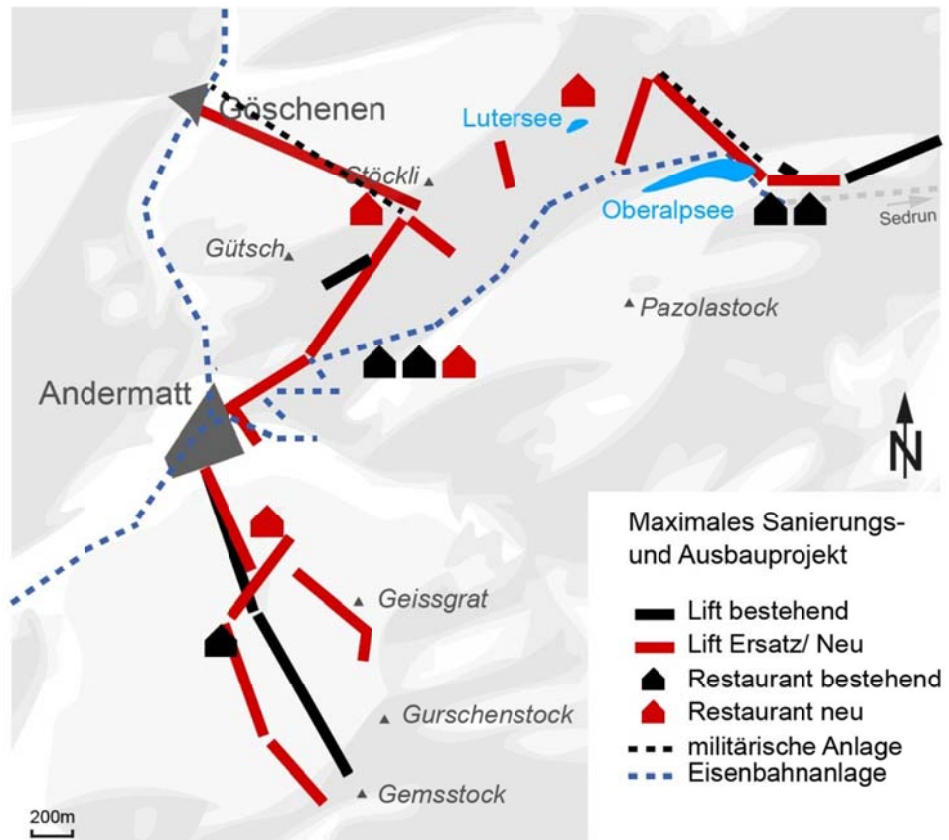 Göschenen
Lutersee
Stöckli
Oberalpsee
Sedrun
Gütsch
Pazolastock
Andermatt
N
Maximales Sanierungs-
und Ausbauprojekt
Geissgrat
Lift bestehend
Lift Ersatz/ Neu
Restaurant bestehend
Gurschenstock
Restaurant neu
militärische Anlage
Eisenbahnanlage
Gemsstock
200m